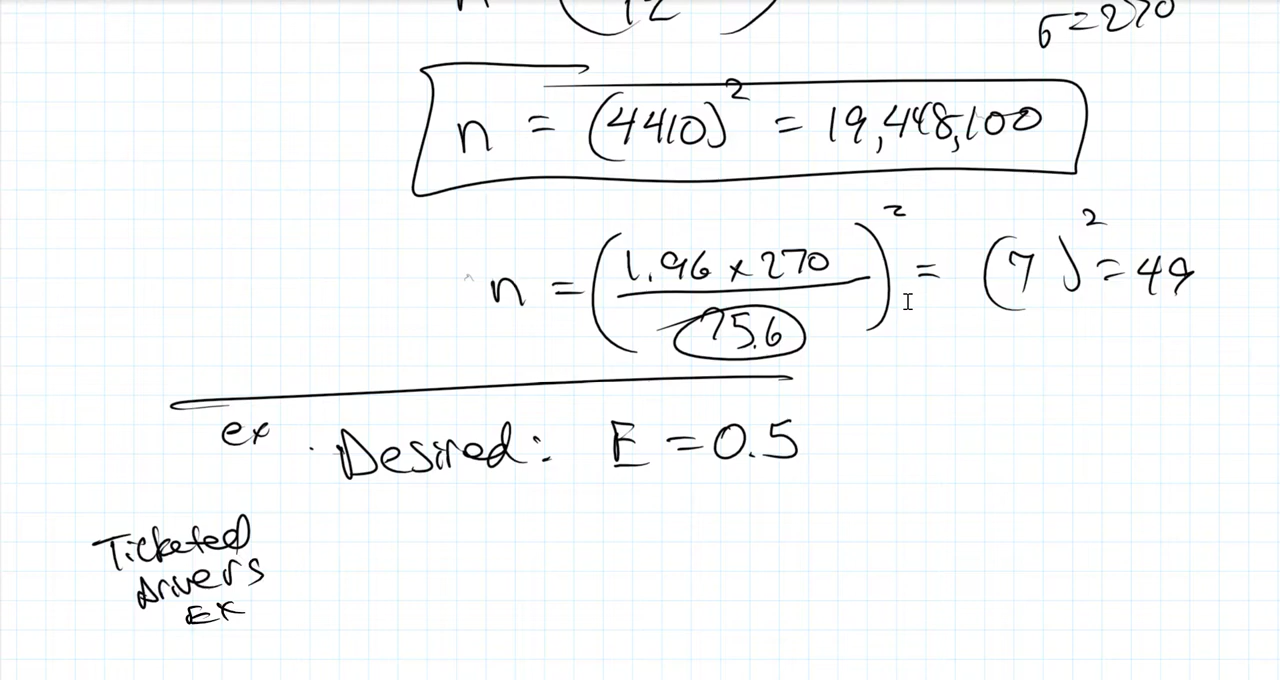 12
σ=270
n = (4410)² = 19,448,100
n = (1.96 x 270 / 75.6)² = (7)² = 49
ex . Desired: E = 0.5
Ticketed
Drivers
Ex